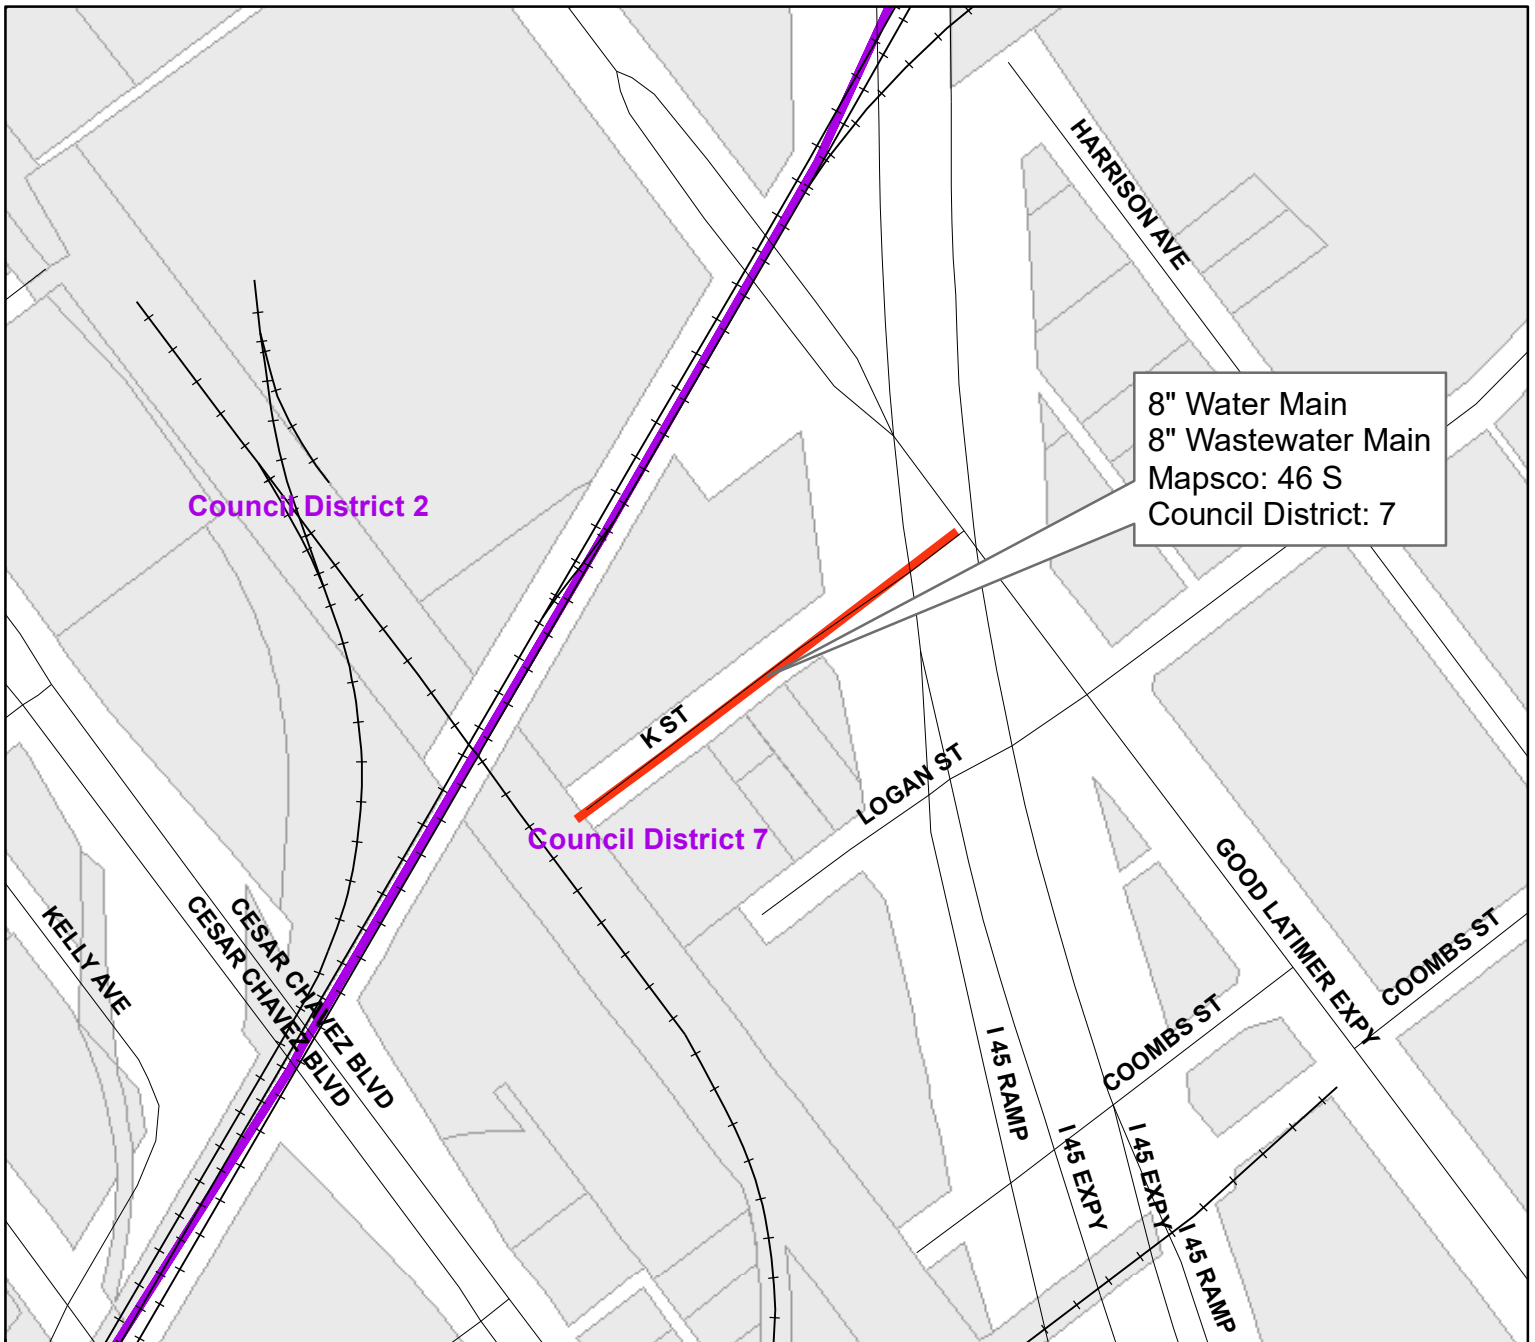 HARRISON AVE
8" Water Main
8" Wastewater Main
Mapsco: 46 S
Council District: 7
Council District 2
K ST
LOGAN ST
Council District 7
GOOD LATIMER EXPY
KELLY AVE
CESAR CHAVEZ BLVD
CESAR CHAVEZ BLVD
COOMBS ST
COOMBS ST
I 45 RAMP
I 45 EXPY
I 45 EXPY
I 45 RAMP